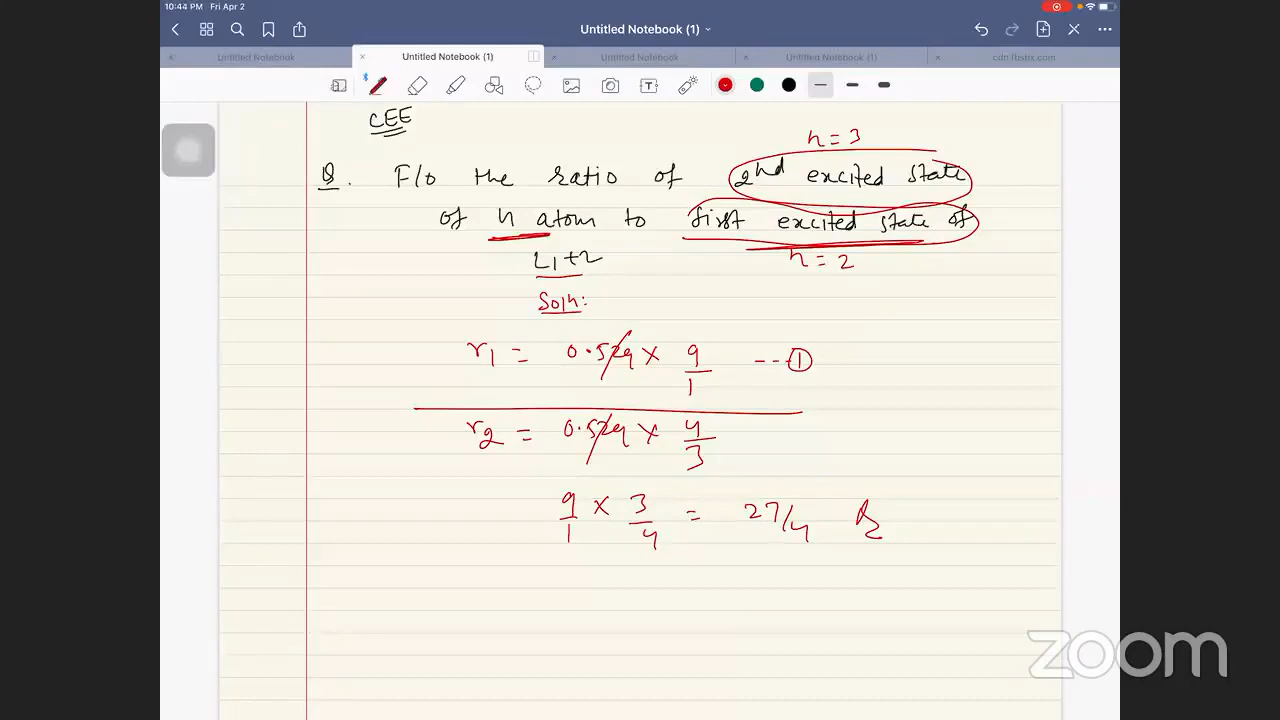 10:44 PM Fri Apr 2
Untitled Notebook (1)
Untitled Notebook
Untitled Notebook (1)
Untitled Notebook
Untitled Notebook (1)
cdn.fbsbx.com
CEE
n = 3
Q. F/o the ratio of 2nd excited state
of H atom to first excited state of
Li+2
n = 2
Soln:
r1 = 0.529 × 9/1 --- ①
r2 = 0.529 × 4/3
9/1 × 3/4 = 27/4
zoom